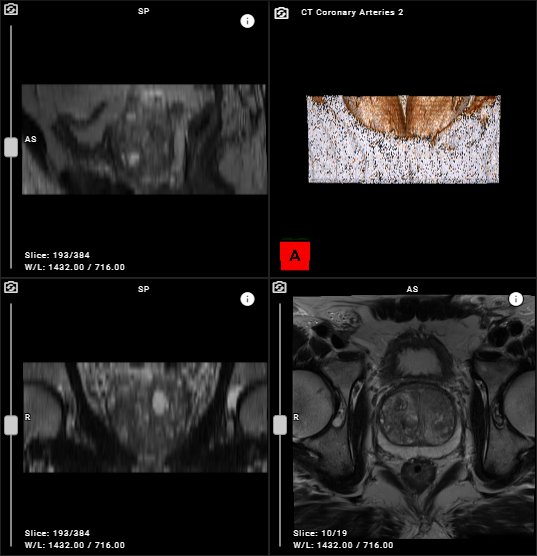 SP
i
AS
Slice: 193/384
W/L: 1432.00 / 716.00
CT Coronary Arteries 2
A
SP
i
R
Slice: 193/384
W/L: 1432.00 / 716.00
AS
i
R
Slice: 10/19
W/L: 1432.00 / 716.00